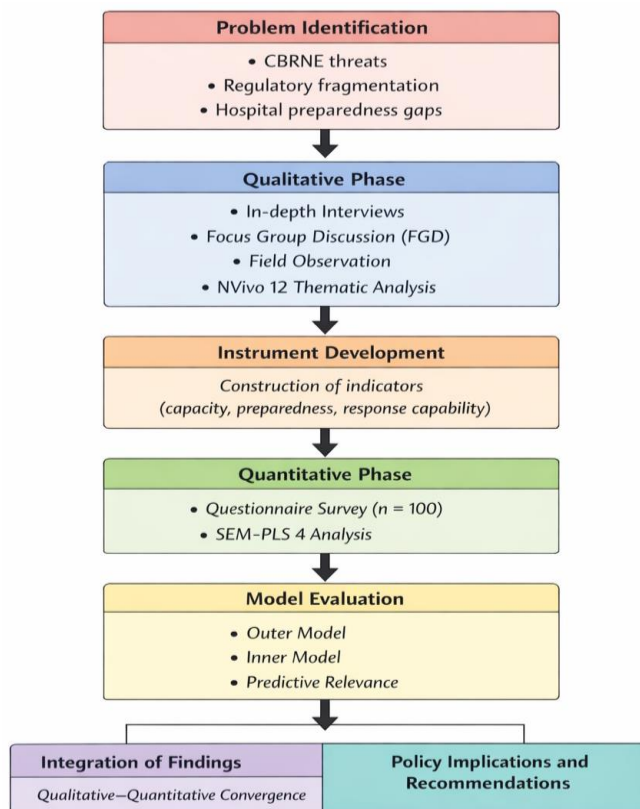 Problem Identification
• CBRNE threats
• Regulatory fragmentation
• Hospital preparedness gaps
Qualitative Phase
• In-depth Interviews
• Focus Group Discussion (FGD)
• Field Observation
• NVivo 12 Thematic Analysis
Instrument Development
Construction of indicators
(capacity, preparedness, response capability)
Quantitative Phase
• Questionnaire Survey (n = 100)
• SEM-PLS 4 Analysis
Model Evaluation
• Outer Model
• Inner Model
• Predictive Relevance
Integration of Findings
Qualitative–Quantitative Convergence
Policy Implications and
Recommendations